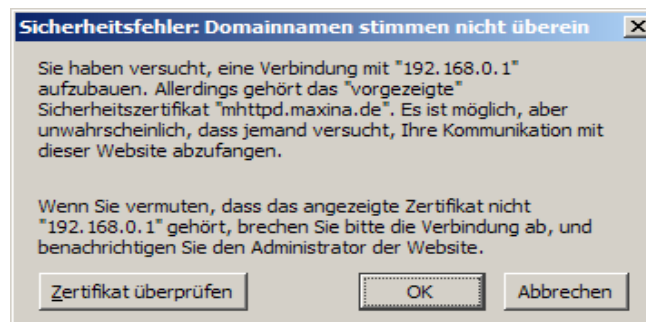 Sicherheitsfehler: Domainnamen stimmen nicht überein
Sie haben versucht, eine Verbindung mit "192.168.0.1"
aufzubauen. Allerdings gehört das "vorgezeigte"
Sicherheitszertifikat "mhttpd.maxina.de". Es ist möglich, aber
unwahrscheinlich, dass jemand versucht, Ihre Kommunikation mit
dieser Website abzufangen.
Wenn Sie vermuten, dass das angezeigte Zertifikat nicht
"192.168.0.1" gehört, brechen Sie bitte die Verbindung ab, und
benachrichtigen Sie den Administrator der Website.
Zertifikat überprüfen OK Abbrechen